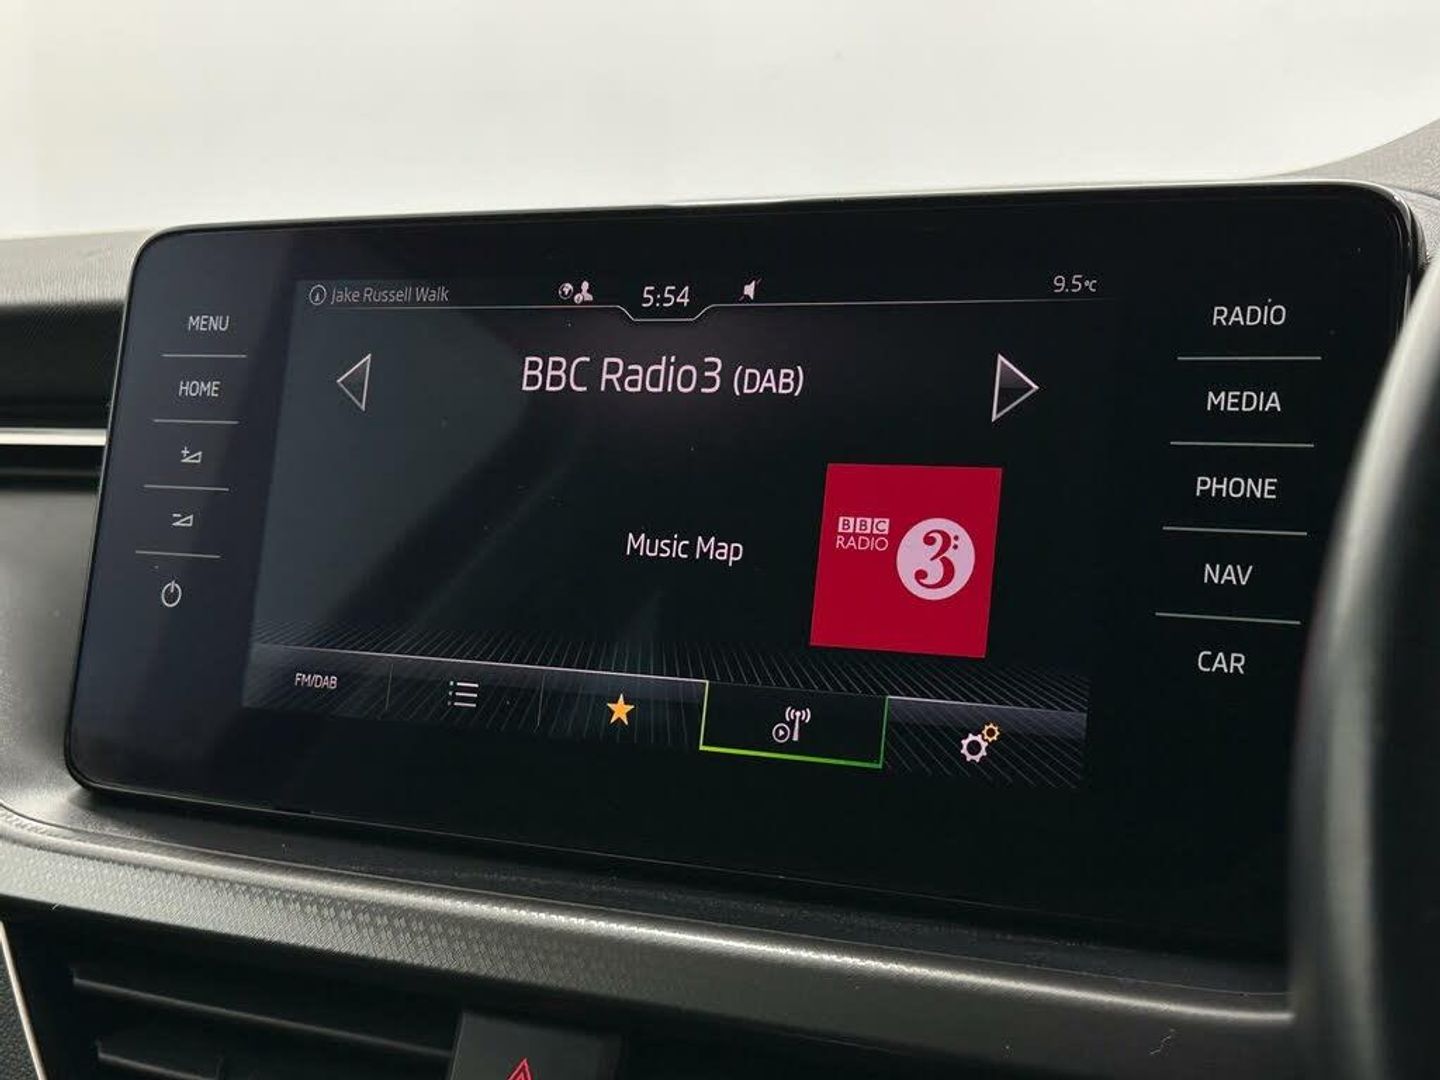 Jake Russell Walk
5:54
9.5°C
BBC Radio3 (DAB)
Music Map
BBC
RADIO
3
FM/DAB
MENU
HOME
RADIO
MEDIA
PHONE
NAV
CAR